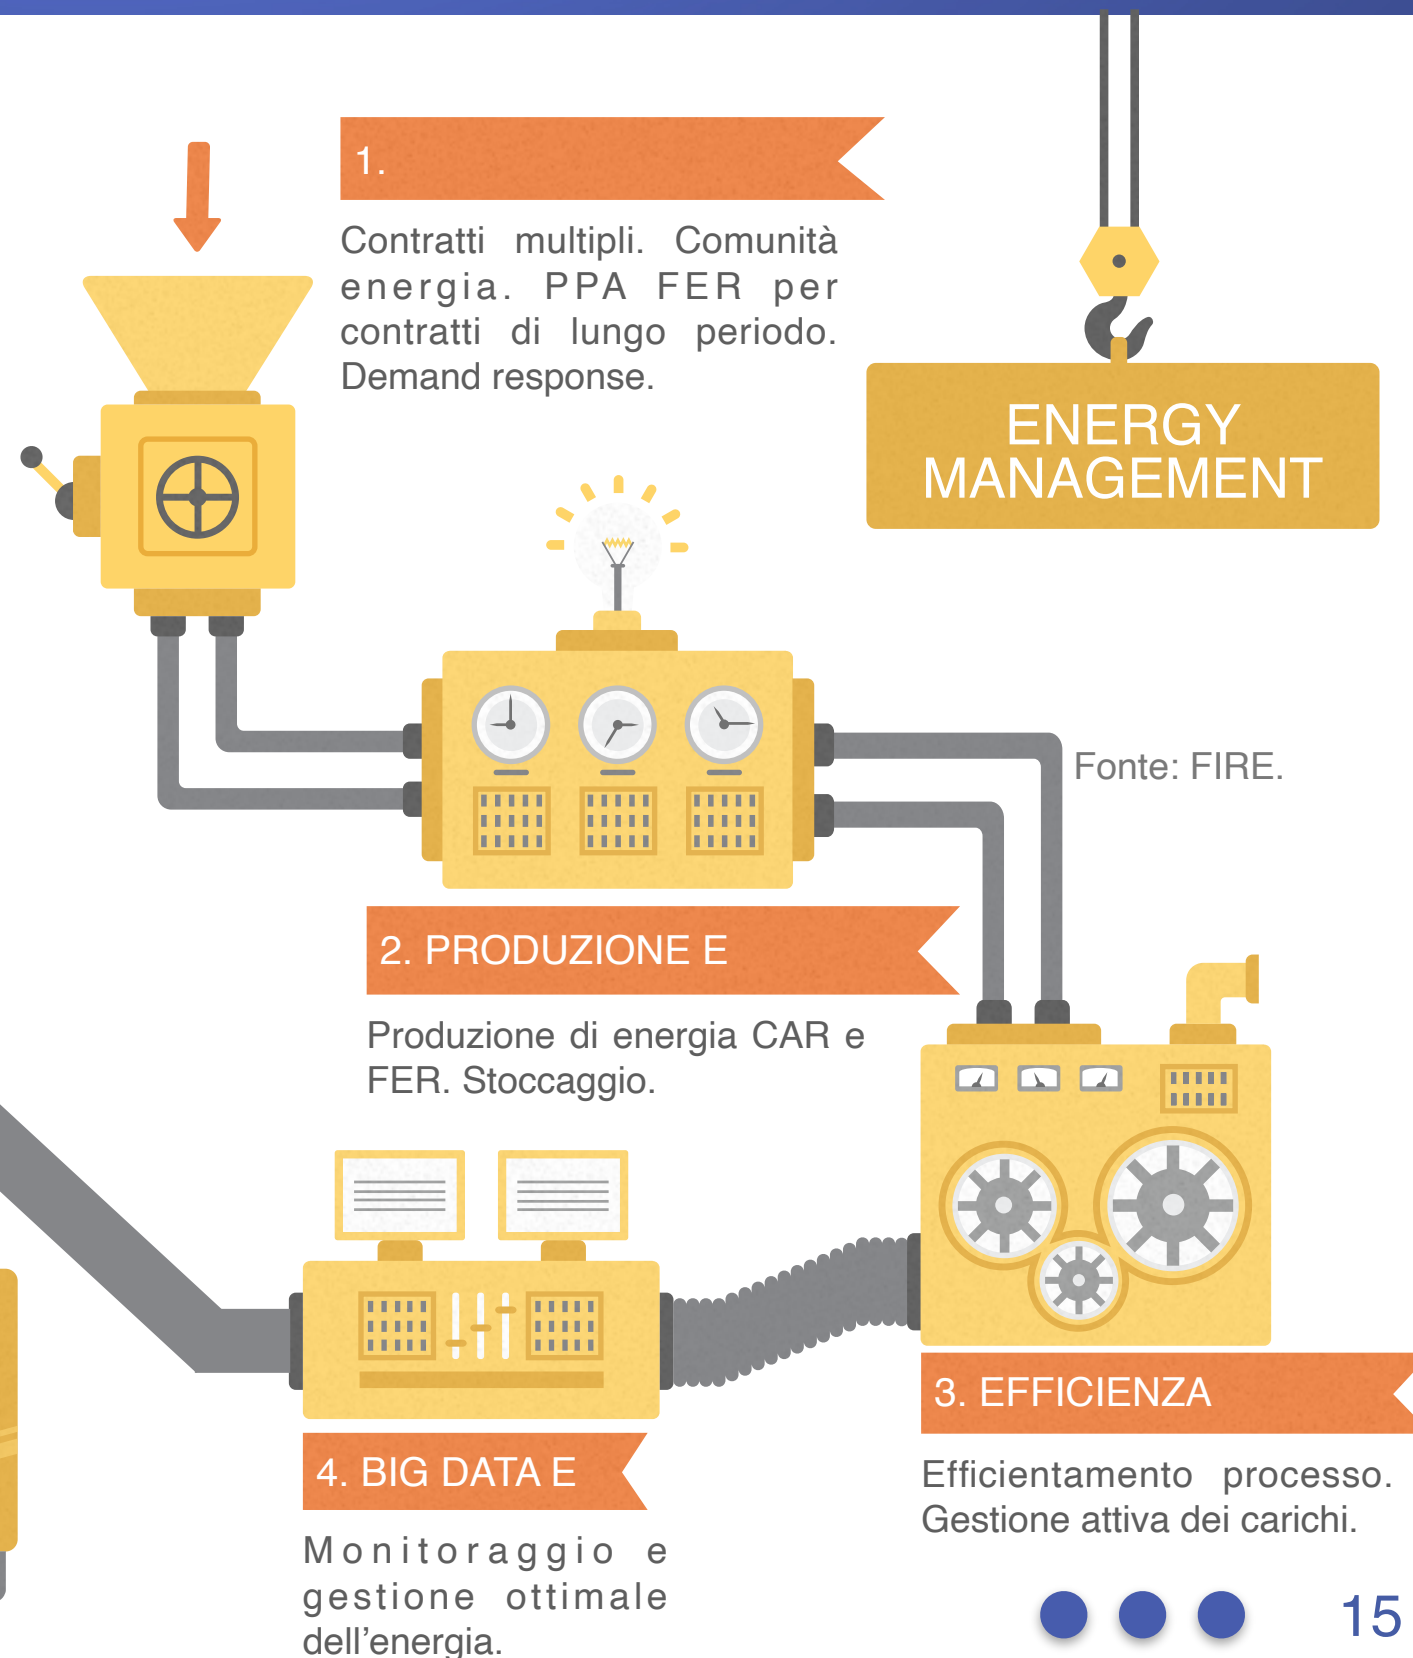 1.
Contratti multipli. Comunità
energia. PPA FER per
contratti di lungo periodo.
Demand response.
ENERGY
MANAGEMENT
Fonte: FIRE.
2. PRODUZIONE E
Produzione di energia CAR e
FER. Stoccaggio.
3. EFFICIENZA
Efficientamento processo.
Gestione attiva dei carichi.
4. BIG DATA E
Monitoraggio e
gestione ottimale
dell’energia.
15